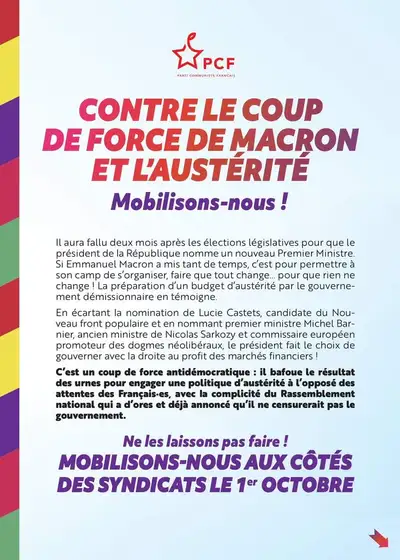 PCF
PARTI COMMUNISTE FRANÇAIS
CONTRE LE COUP
DE FORCE DE MACRON
ET L'AUSTÉRITÉ
Mobilisons-nous !
Il aura fallu deux mois après les élections législatives pour que le
président de la République nomme un nouveau Premier Ministre.
Si Emmanuel Macron a mis tant de temps, c'est pour permettre à
son camp de s'organiser, faire que tout change... pour que rien ne
change ! La préparation d'un budget d'austérité par le gouverne-
ment démissionnaire en témoigne.
En écartant la nomination de Lucie Castets, candidate du Nou-
veau front populaire et en nommant premier ministre Michel Bar-
nier, ancien ministre de Nicolas Sarkozy et commissaire européen
promoteur des dogmes néolibéraux, le président fait le choix de
gouverner avec la droite au profit des marchés financiers !
C'est un coup de force antidémocratique : il bafoue le résultat
des urnes pour engager une politique d'austérité à l'opposé des
attentes des Français·es, avec la complicité du Rassemblement
national qui a d'ores et déjà annoncé qu'il ne censurerait pas le
gouvernement.
Ne les laissons pas faire !
MOBILISONS-NOUS AUX CÔTÉS
DES SYNDICATS LE 1er OCTOBRE